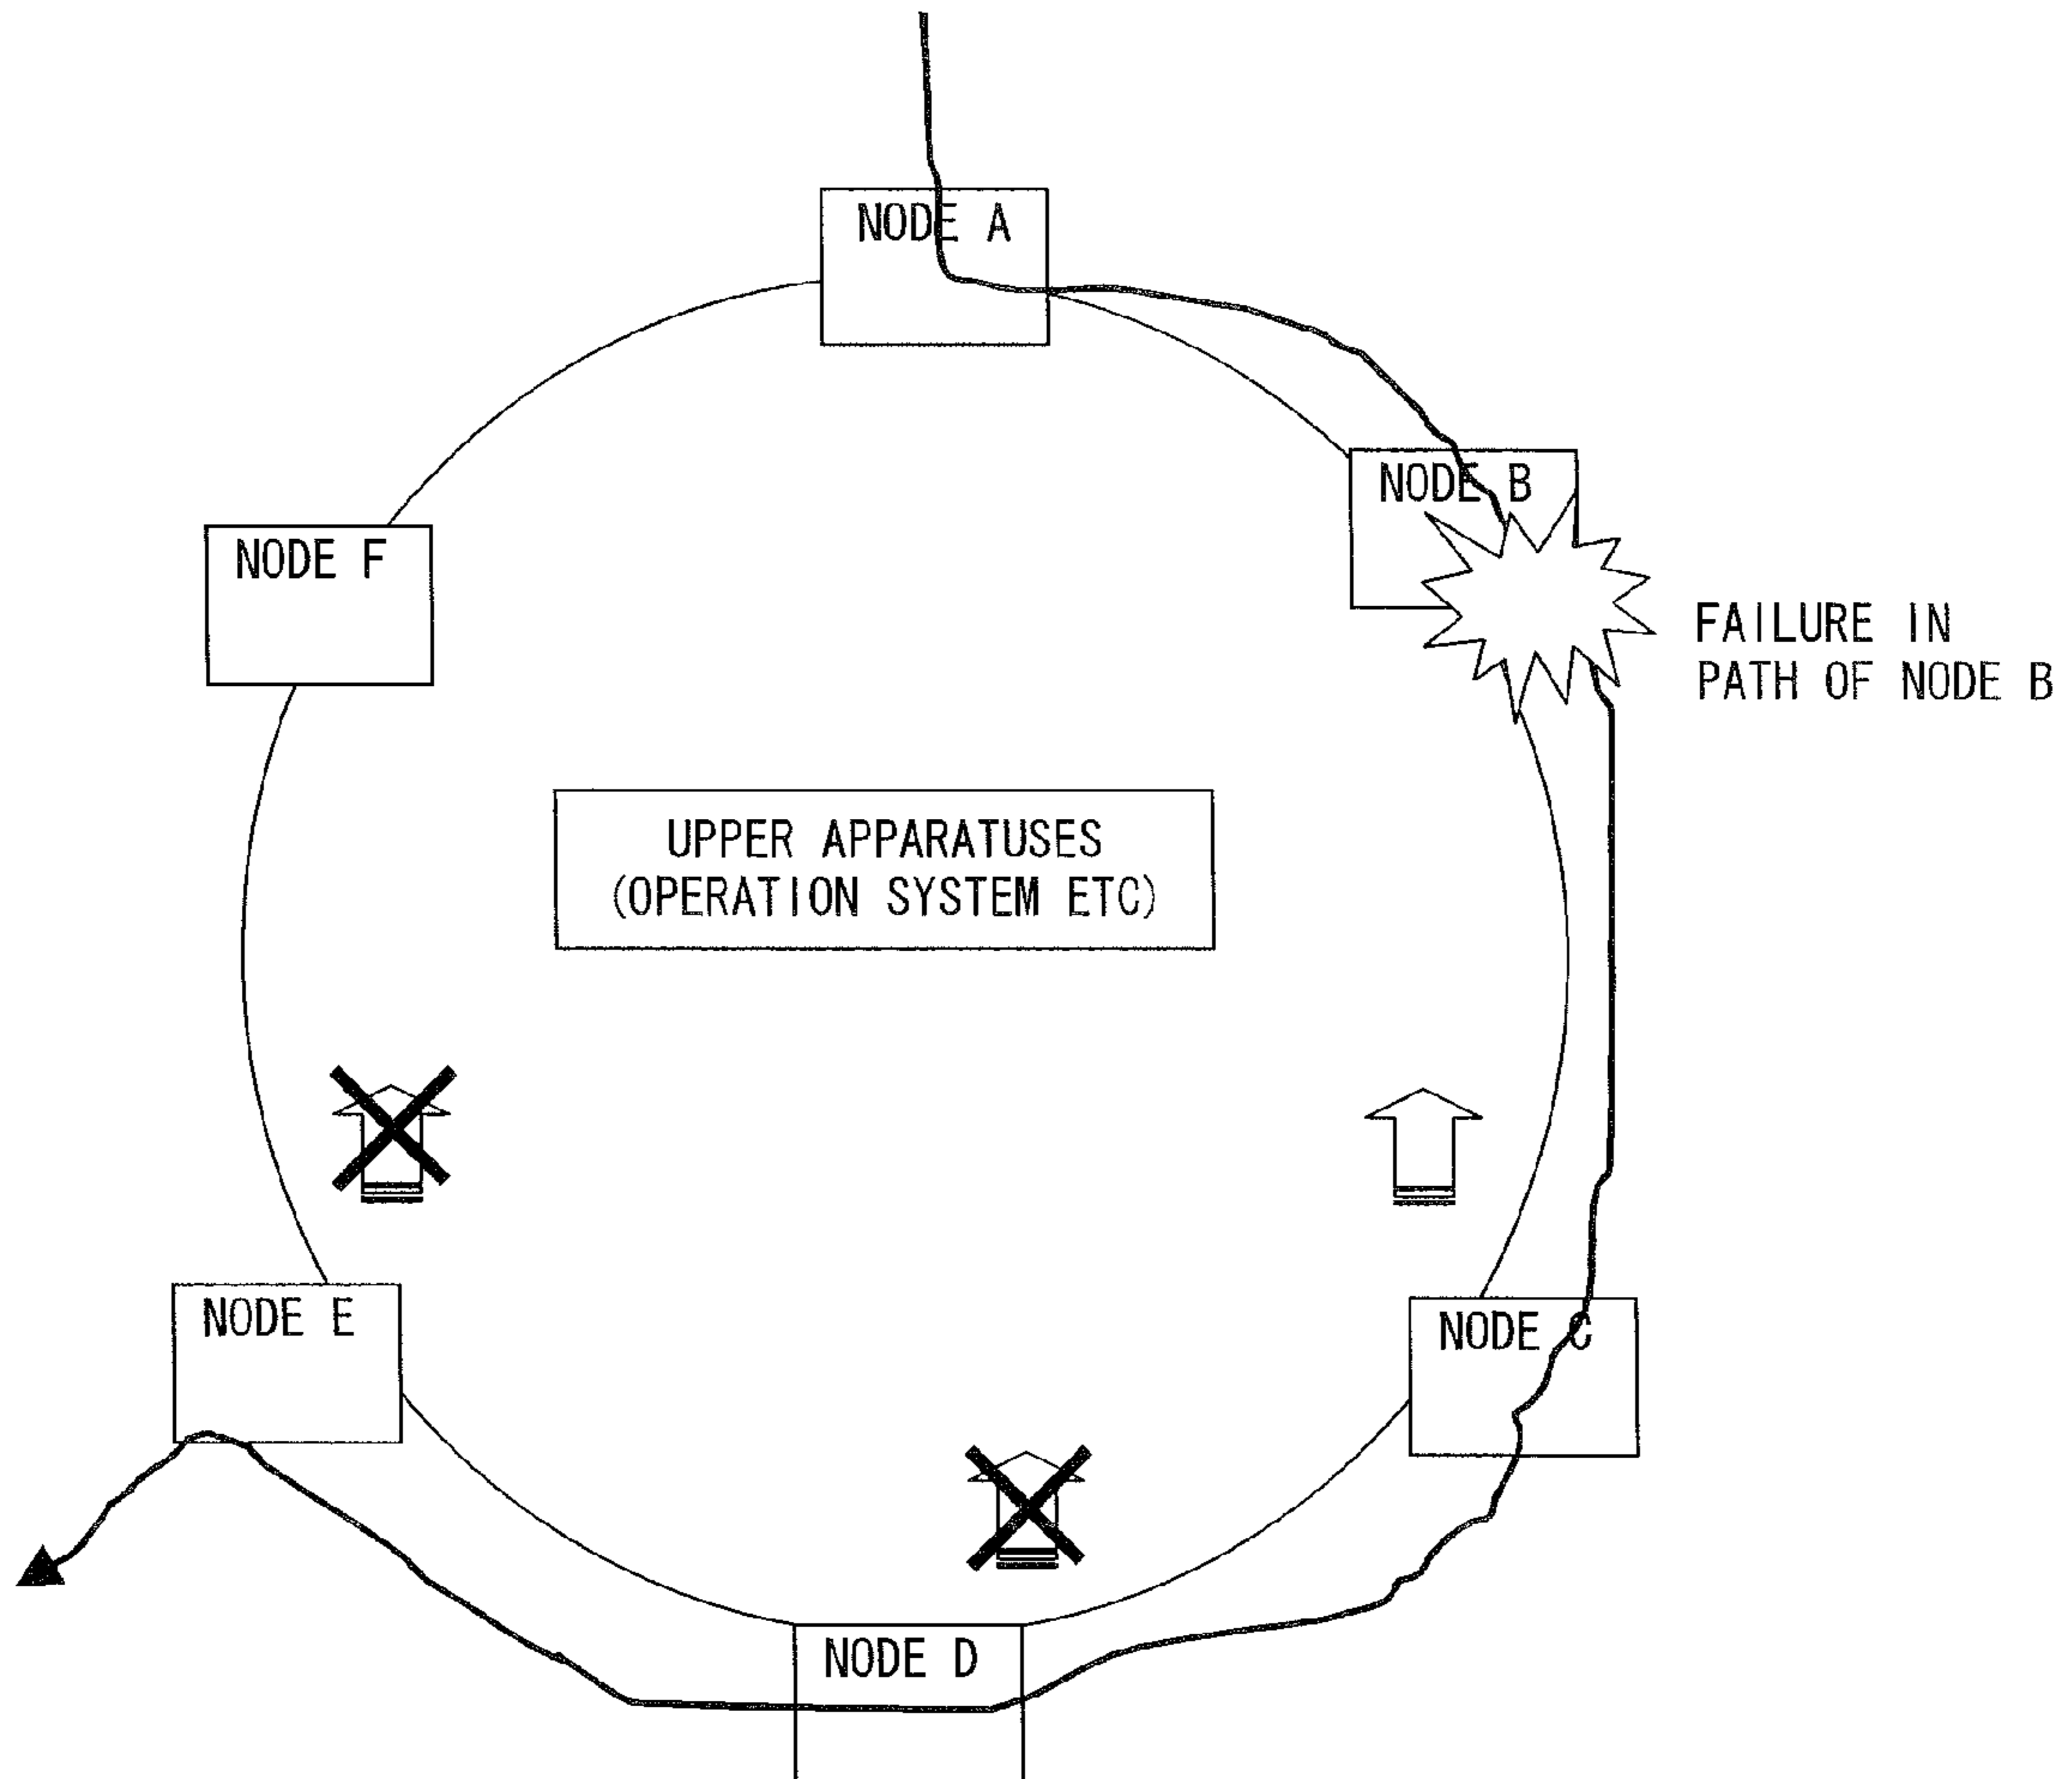 NODE A
NODE B
NODE F
FAILURE IN
PATH OF NODE B
UPPER APPARATUSES
(OPERATION SYSTEM ETC)
NODE E
NODE C
NODE D